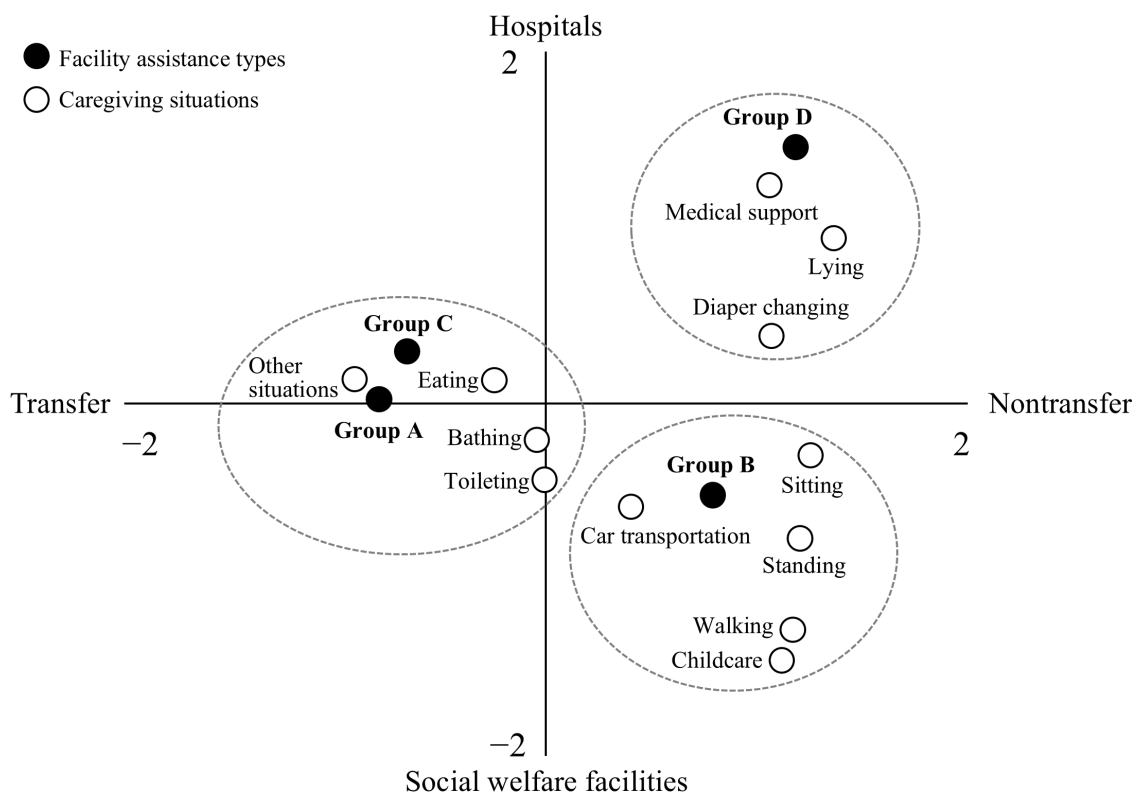 Hospitals
2
Facility assistance types
Caregiving situations
Group D
Medical support
Lying
Diaper changing
Group C
Other
situations
Eating
Transfer
Nontransfer
Group A
−2
2
Bathing
Toileting
Group B
Sitting
Car transportation
Standing
Walking
Childcare
−2
Social welfare facilities